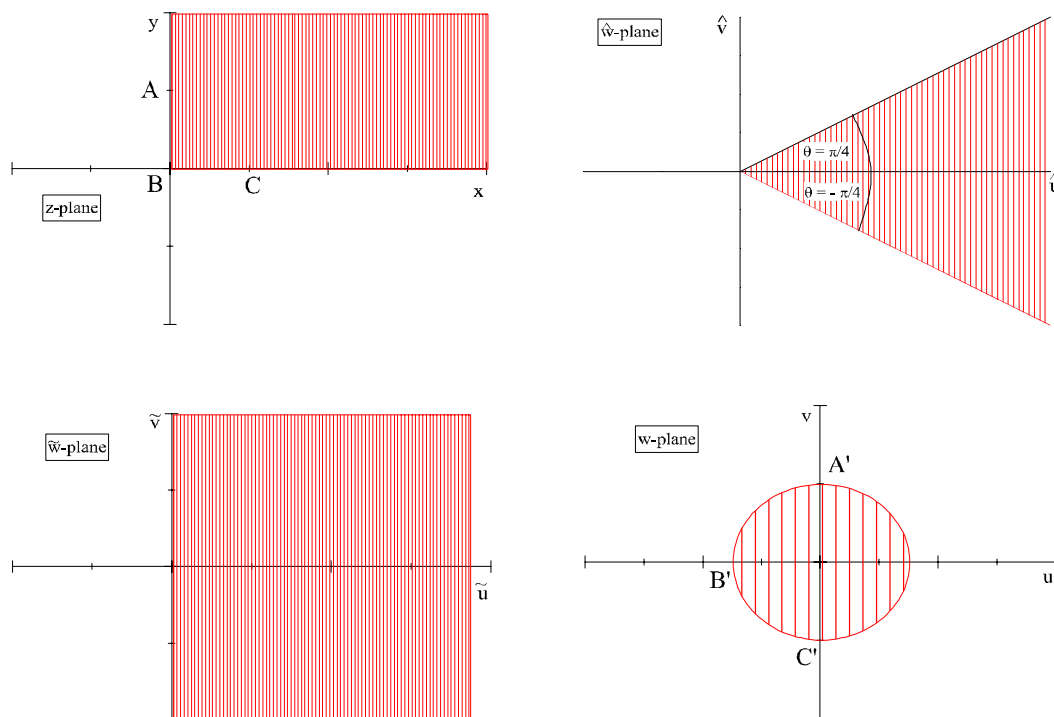 y
A
B
C
x
z-plane
v̂
ŵ-plane
θ = π/4
θ = - π/4
û
ṽ
w̃-plane
ũ
v
w-plane
A'
B'
u
C'